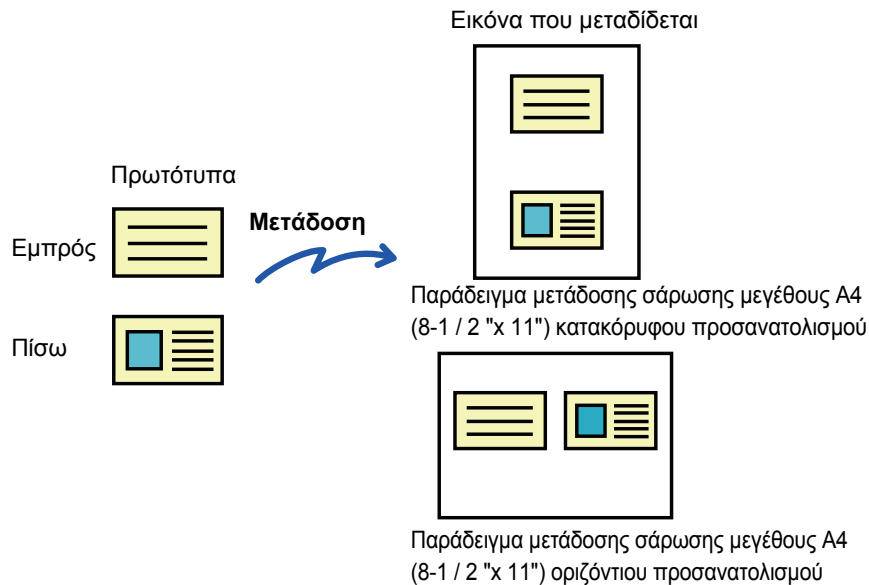 Εικόνα που μεταδίδεται
Πρωτότυπα
Μετάδοση
Εμπρός
Πίσω
Παράδειγμα μετάδοσης σάρωσης μεγέθους A4
(8-1 / 2 "x 11") κατακόρυφου προσανατολισμού
Παράδειγμα μετάδοσης σάρωσης μεγέθους A4
(8-1 / 2 "x 11") οριζόντιου προσανατολισμού